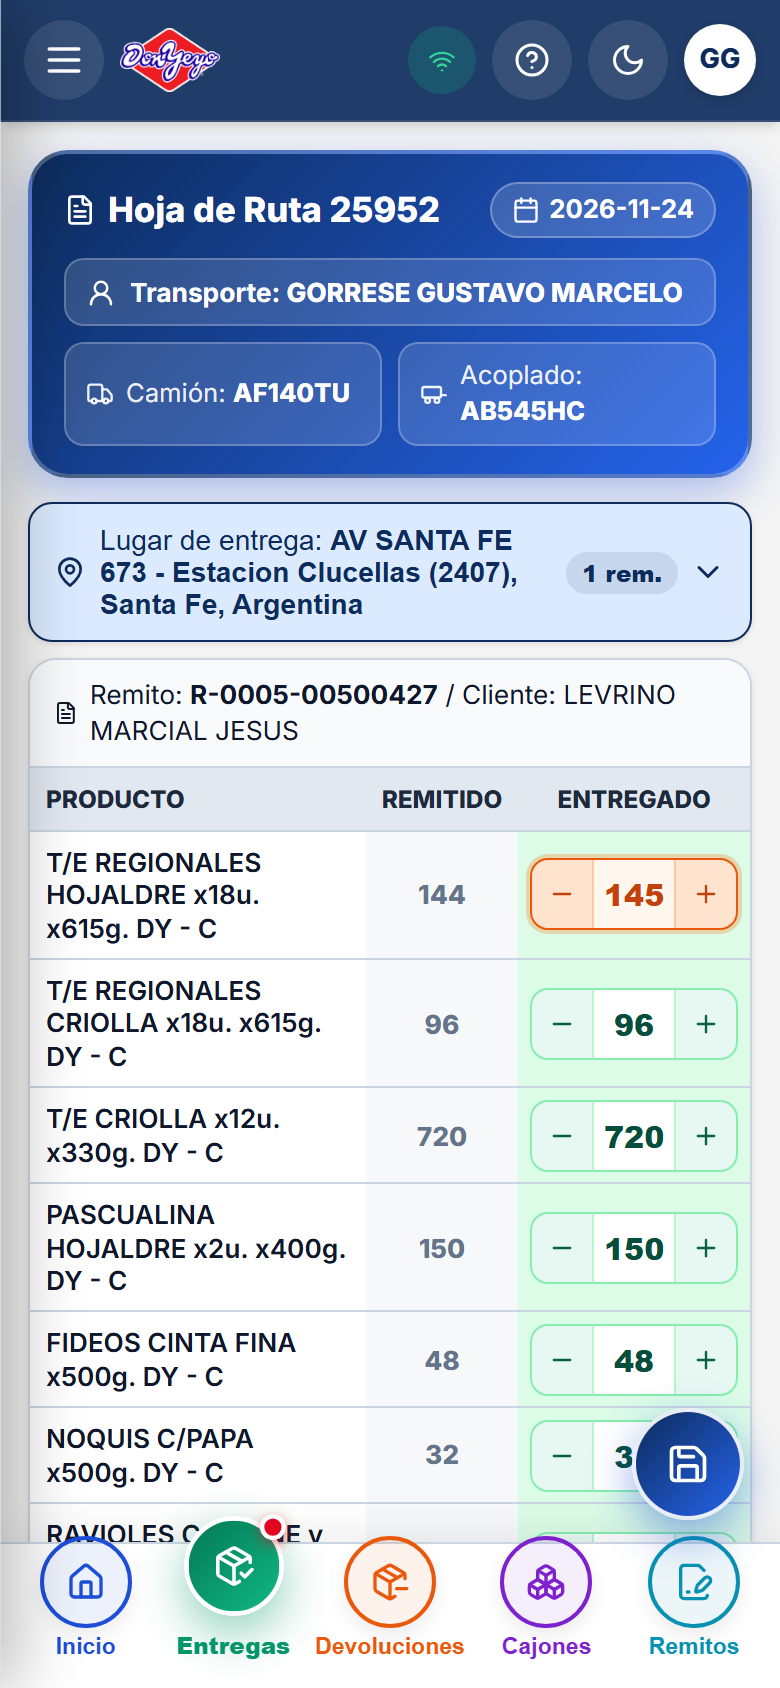 DonYeyo
GG
Hoja de Ruta 25952
2026-11-24
Transporte: GORRESE GUSTAVO MARCELO
Camión: AF140TU
Acoplado:
AB545HC
Lugar de entrega: AV SANTA FE
673 - Estacion Clucellas (2407),
Santa Fe, Argentina
1 rem.
Remito: R-0005-00500427 / Cliente: LEVRINO
MARCIAL JESUS
PRODUCTO REMITIDO ENTREGADO
T/E REGIONALES
HOJALDRE x18u.
x615g. DY - C
144
− 145 +
T/E REGIONALES
CRIOLLA x18u. x615g.
DY - C
96
− 96 +
T/E CRIOLLA x12u.
x330g. DY - C
720
− 720 +
PASCUALINA
HOJALDRE x2u. x400g.
DY - C
150
− 150 +
FIDEOS CINTA FINA
x500g. DY - C
48
− 48 +
NOQUIS C/PAPA
x500g. DY - C
32
− 3
RAVIOLES
Inicio
Entregas
Devoluciones
Cajones
Remitos